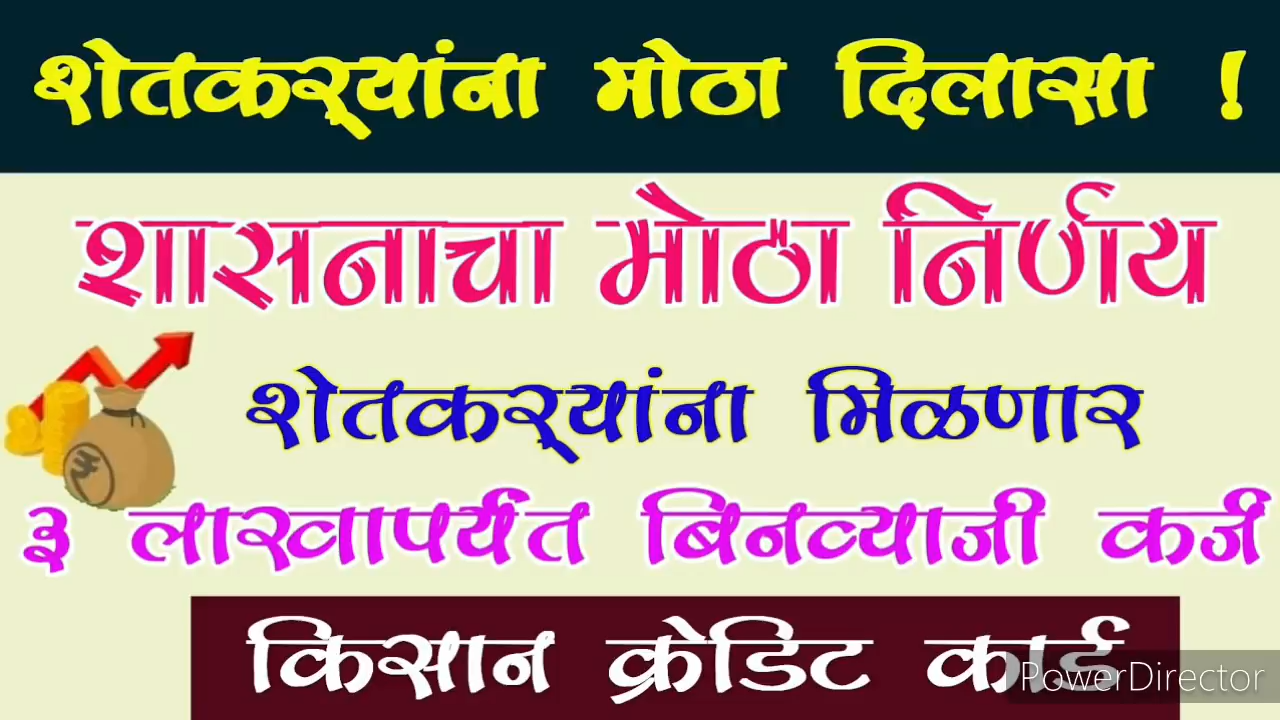 शेतकऱ्यांना मोठा दिलासा !
शासनाचा मोठा निर्णय
शेतकऱ्यांना मिळणार
३ लाखापर्यंत बिनव्याजी कर्ज
किसान क्रेडिट कार्ड
PowerDirector